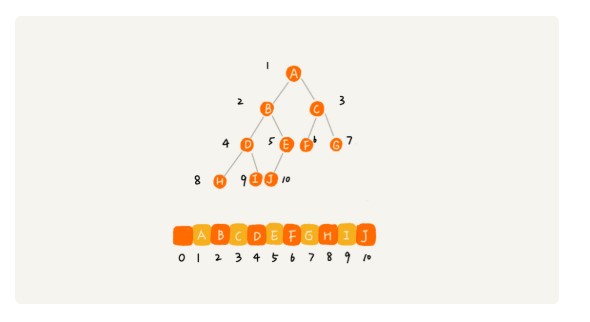 1 A
2 B C 3
4 D 5 E F 6 G 7
8 H 9 I J 10
A B C D E F G H I J
0 1 2 3 4 5 6 7 8 9 10